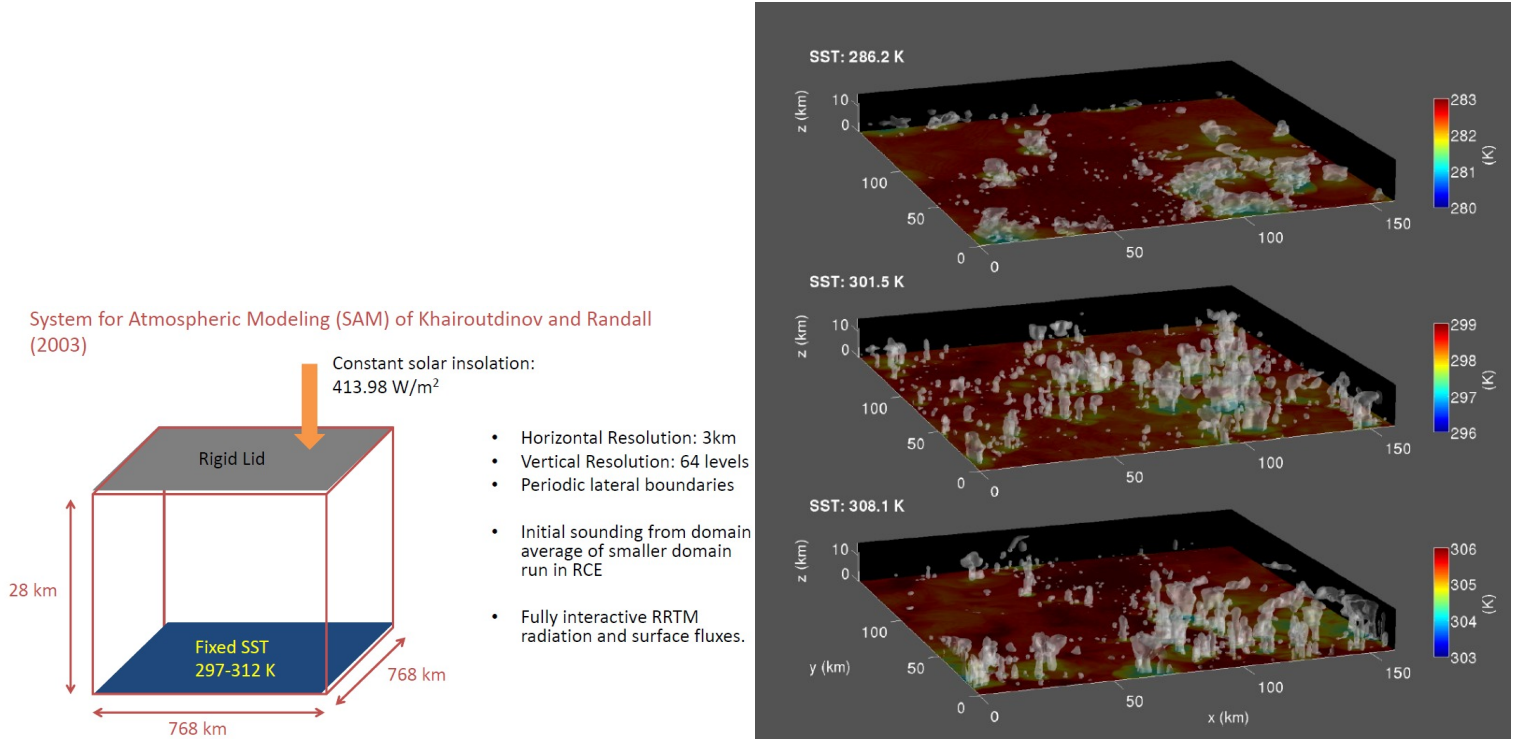 System for Atmospheric Modeling (SAM) of Khairoutdinov and Randall
(2003)
Constant solar insolation:
413.98 W/m²
Rigid Lid
28 km
Fixed SST
297-312 K
768 km
768 km
• Horizontal Resolution: 3km
• Vertical Resolution: 64 levels
• Periodic lateral boundaries
• Initial sounding from domain
average of smaller domain
run in RCE
• Fully interactive RRTM
radiation and surface fluxes.
SST: 286.2 K
z (km)
10
0
100
50
0
0
50
100
150
283
282
281
280
(K)
SST: 301.5 K
z (km)
10
0
100
50
0
0
50
100
150
299
298
297
296
(K)
SST: 308.1 K
z (km)
10
0
100
y (km)
50
0
0
50
100
150
x (km)
306
305
304
303
(K)